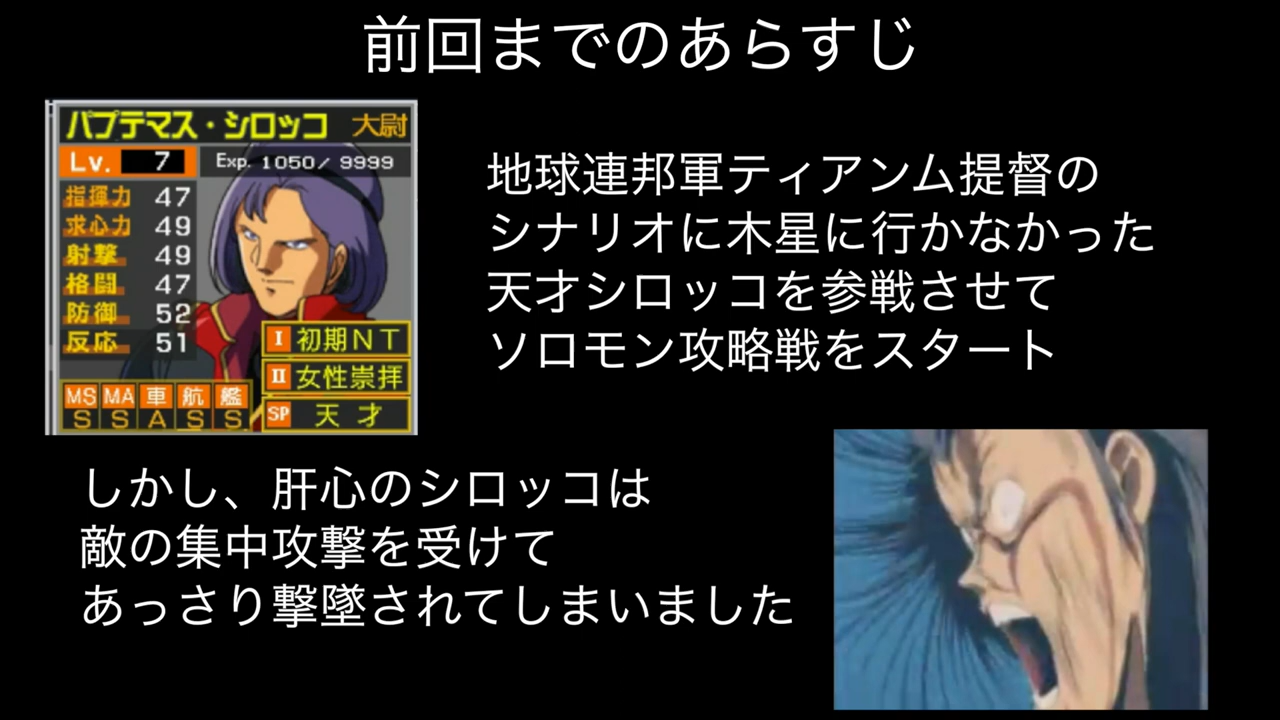 前回までのあらすじ
パプテマス・シロッコ 大尉
Lv. 7 Exp. 1050/ 9999
指揮力 47
求心力 49
射撃 49
格闘 47
防御 52
反応 51
I 初期NT
II 女性崇拝
SP 天才
MS MA 車 航 艦
S S A S S
地球連邦軍ティアンム提督の
シナリオに木星に行かなかった
天才シロッコを参戦させて
ソロモン攻略戦をスタート
しかし、肝心のシロッコは
敵の集中攻撃を受けて
あっさり撃墜されてしまいました